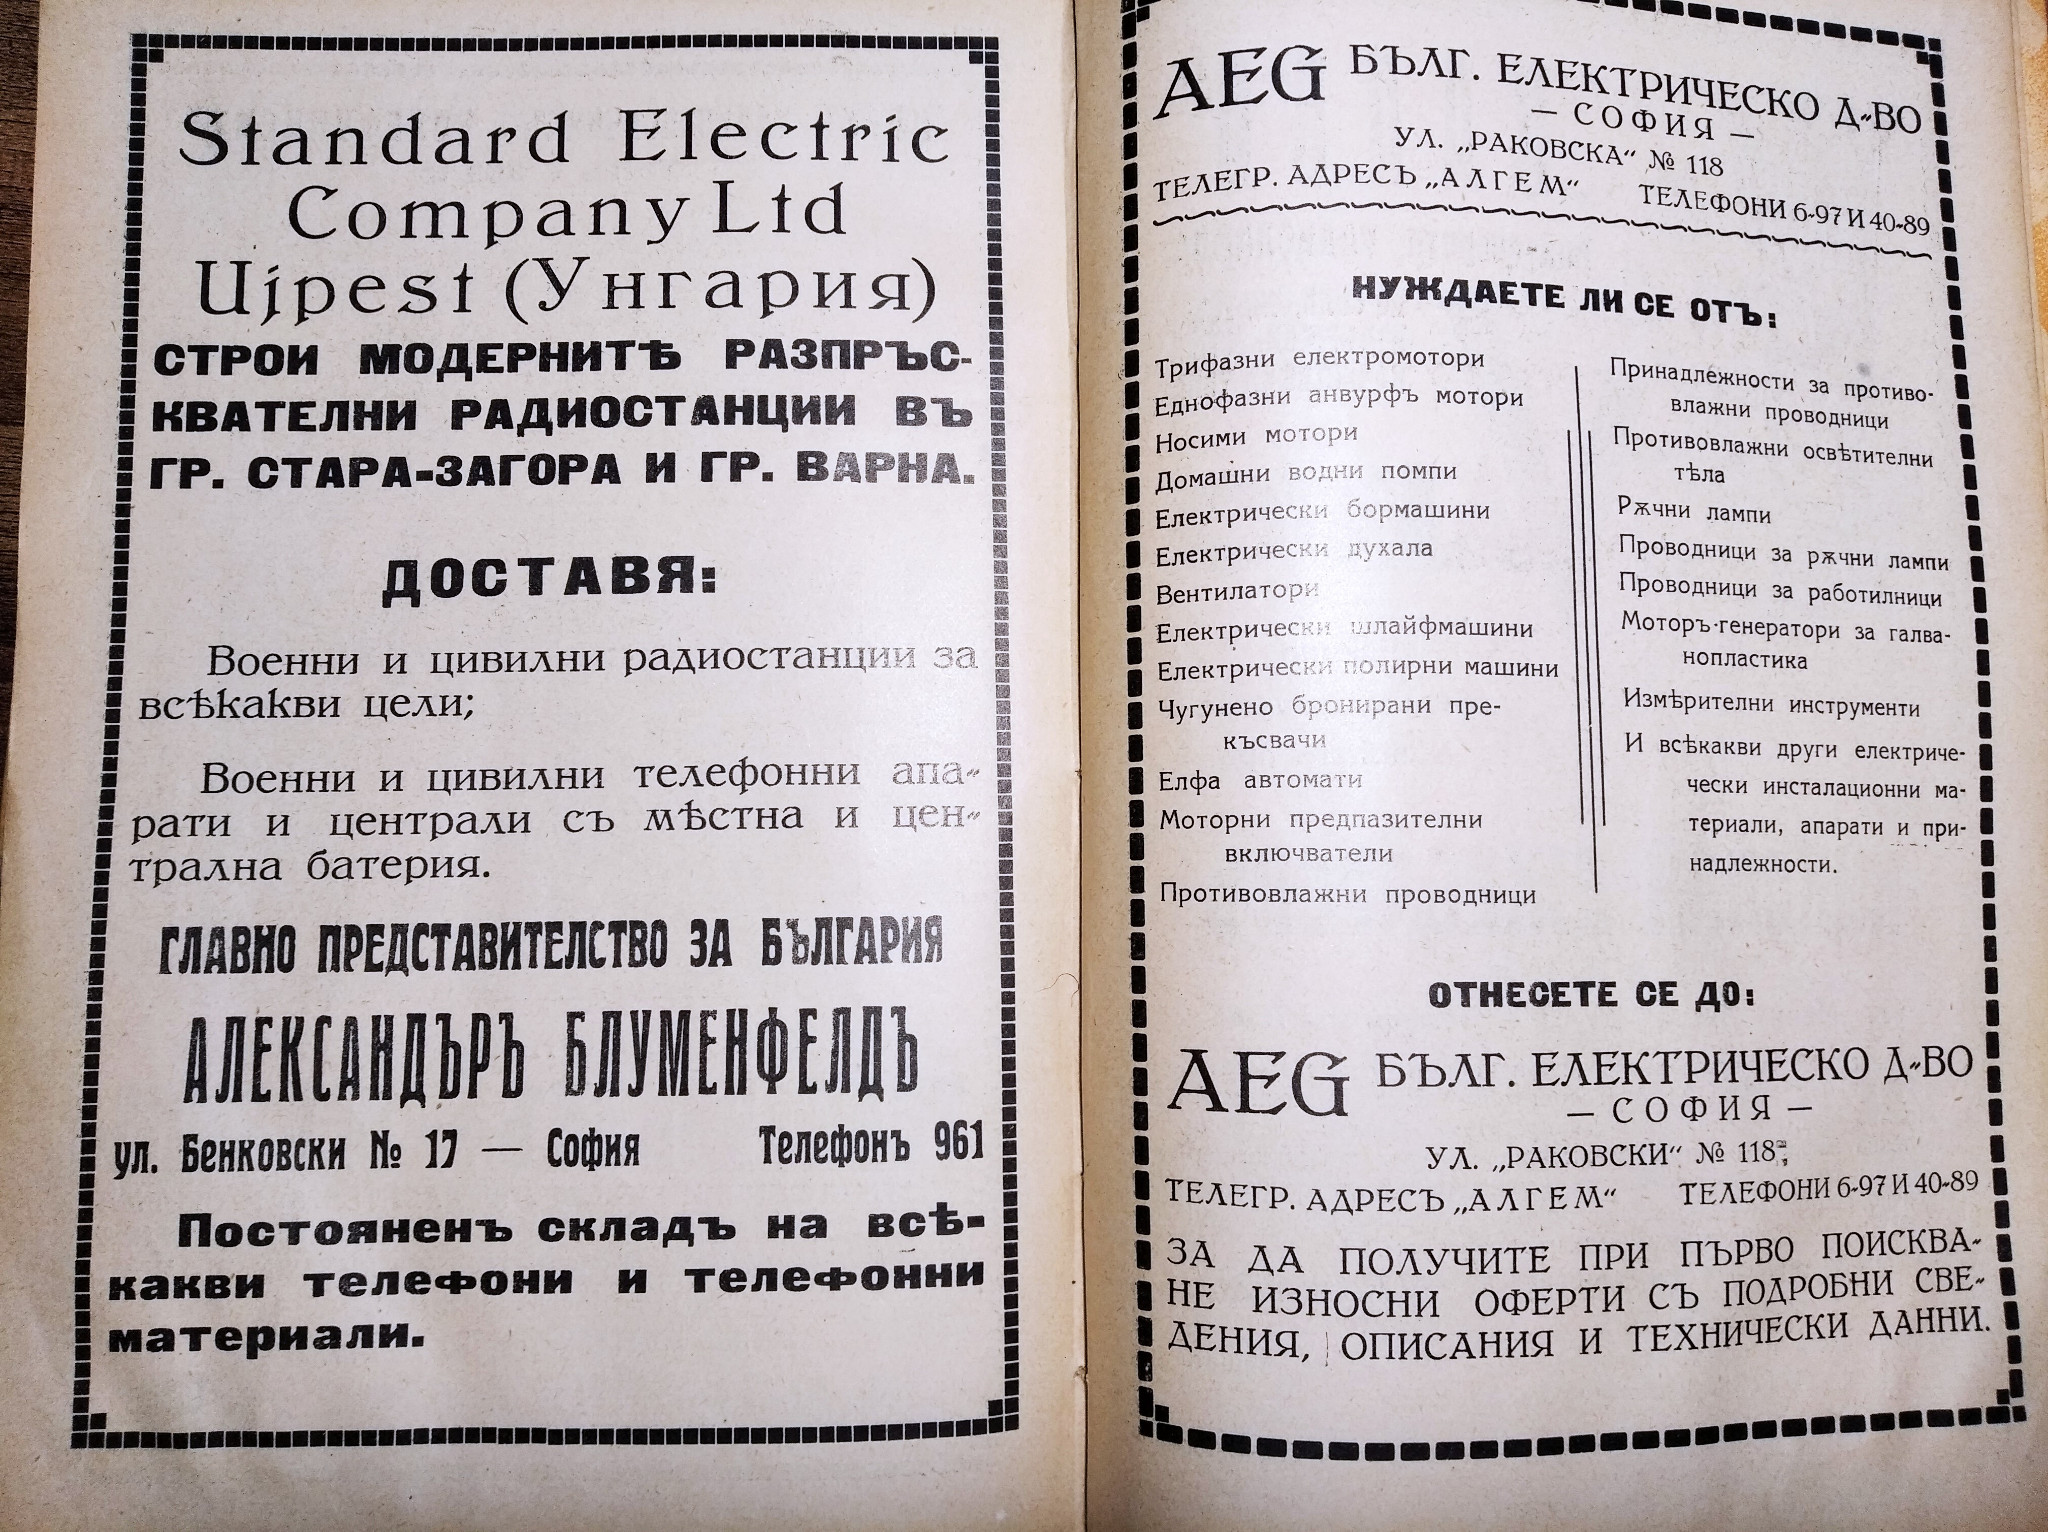 Standard Electric
Company Ltd
Ujpest (Унгария)
СТРОИ МОДЕРНИТѢ РАЗПРЪС-
КВАТЕЛНИ РАДИОСТАНЦИИ ВЪ
ГР. СТАРА-ЗАГОРА И ГР. ВАРНА.
ДОСТАВЯ:
Военни и цивилни радиостанции за
всѣкакви цели;
Военни и цивилни телефонни апа-
рати и централи съ мѣстна и цен-
трална батерия.
ГЛАВНО ПРЕДСТАВИТЕЛСТВО ЗА БЪЛГАРИЯ
АЛЕКСАНДЪРЪ БЛУМЕНФЕЛДЪ
ул. Бенковски № 17 — София Телефонъ 961
Постояненъ складъ на всѣ-
какви телефони и телефонни
материали.
AEG БЪЛГ. ЕЛЕКТРИЧЕСКО Д-ВО
— СОФИЯ —
УЛ. „РАКОВСКА“ № 118
ТЕЛЕГР. АДРЕСЪ „АЛГЕМ“ ТЕЛЕФОНИ 6-97 И 40-89
НУЖДАЕТЕ ЛИ СЕ ОТЪ:
Трифазни електромотори
Еднофазни анвурфъ мотори
Носими мотори
Домашни водни помпи
Електрически бормашини
Електрически духала
Вентилатори
Електрически шлайфмашини
Електрически полирни машини
Чугунено бронирани пре-
късвачи
Елфа автомати
Моторни предпазителни
включватели
Противовлажни проводници
Принадлежности за противо-
влажни проводници
Противовлажни освѣтителни
тѣла
Рѫчни лампи
Проводници за рѫчни лампи
Проводници за работилници
Моторъ-генератори за галва-
нопластика
Измѣрителни инструменти
И всѣкакви други електриче-
чески инсталационни ма-
териали, апарати и при-
надлежности.
ОТНЕСЕТЕ СЕ ДО:
AEG БЪЛГ. ЕЛЕКТРИЧЕСКО Д-ВО
— СОФИЯ —
УЛ. „РАКОВСКИ“ № 118,
ТЕЛЕГР. АДРЕСЪ „АЛГЕМ“ ТЕЛЕФОНИ 6-97 И 40-89
ЗА ДА ПОЛУЧИТЕ ПРИ ПЪРВО ПОИСКВА-
НЕ ИЗНОСНИ ОФЕРТИ СЪ ПОДРОБНИ СВЕ-
ДЕНИЯ, ОПИСАНИЯ И ТЕХНИЧЕСКИ ДАННИ.